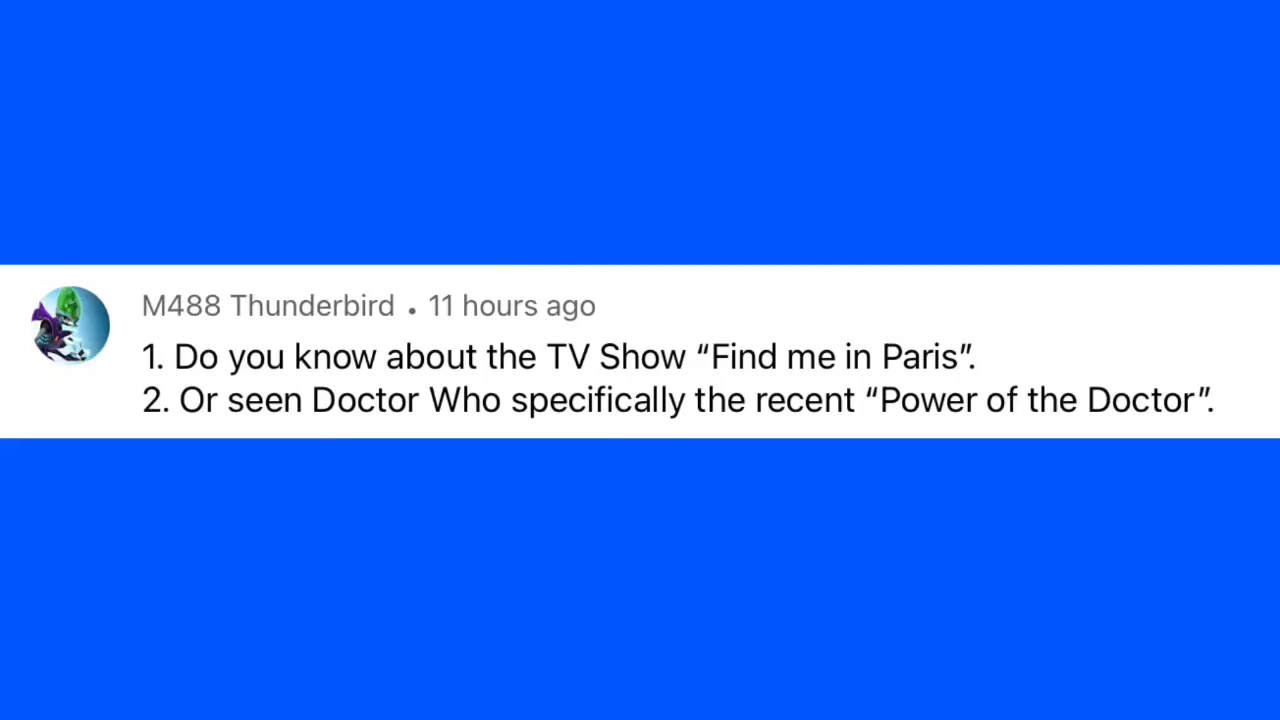 M488 Thunderbird . 11 hours ago
1. Do you know about the TV Show “Find me in Paris”.
2. Or seen Doctor Who specifically the recent “Power of the Doctor”.